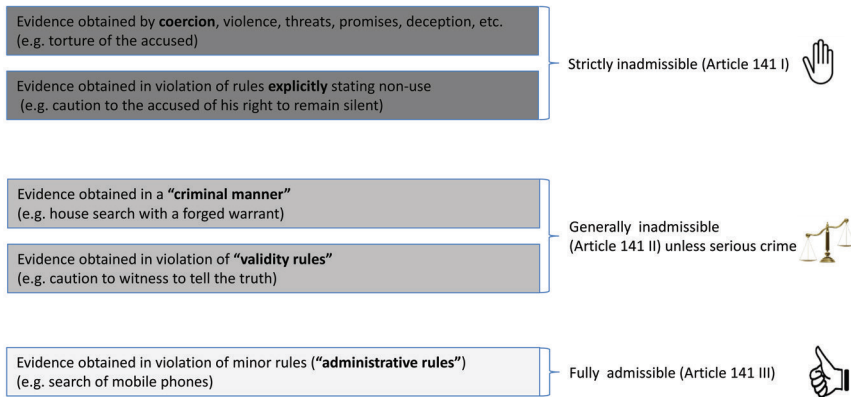 Evidence obtained by coercion, violence, threats, promises, deception, etc.
(e.g. torture of the accused)
Strictly inadmissible (Article 141 I)
Evidence obtained in violation of rules explicitly stating non-use
(e.g. caution to the accused of his right to remain silent)
Evidence obtained in a “criminal manner”
(e.g. house search with a forged warrant)
Generally inadmissible
(Article 141 II) unless serious crime
Evidence obtained in violation of “validity rules”
(e.g. caution to witness to tell the truth)
Evidence obtained in violation of minor rules (“administrative rules”)
(e.g. search of mobile phones)
Fully admissible (Article 141 III)